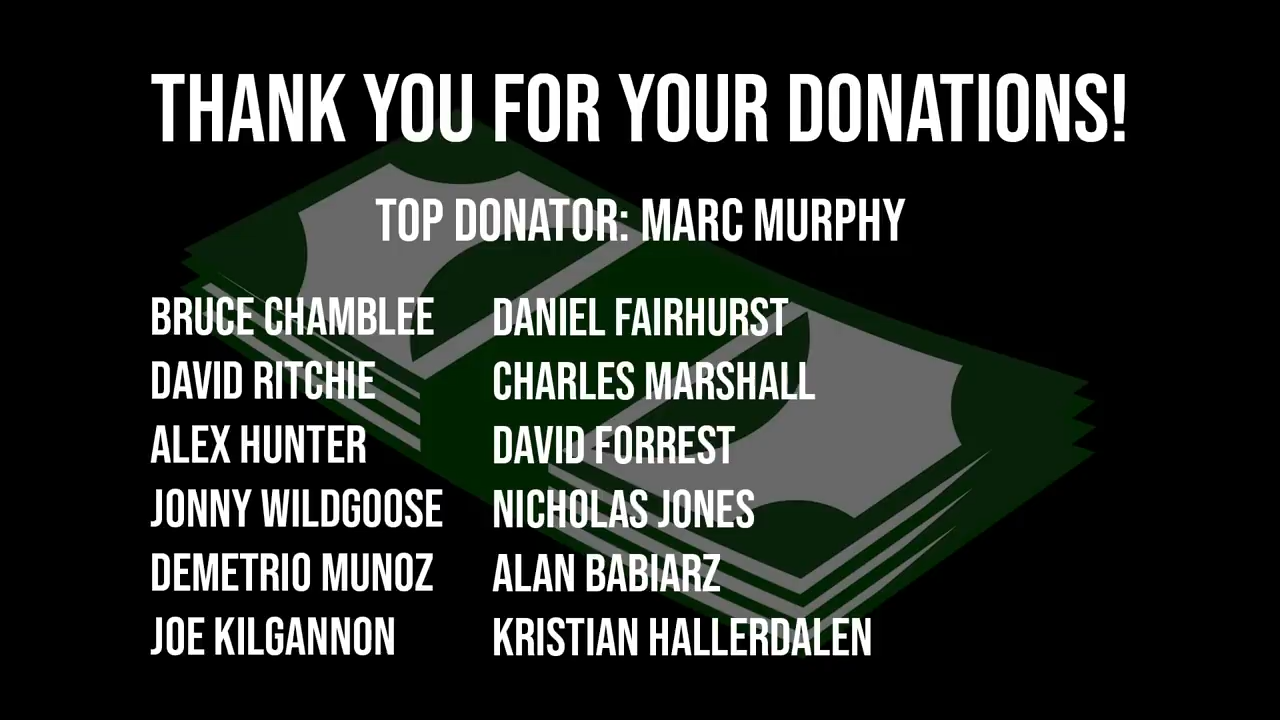 THANK YOU FOR YOUR DONATIONS!
TOP DONATOR: MARC MURPHY
BRUCE CHAMBLEE
DAVID RITCHIE
ALEX HUNTER
JONNY WILDGOOSE
DEMETRIO MUNOZ
JOE KILGANNON
DANIEL FAIRHURST
CHARLES MARSHALL
DAVID FORREST
NICHOLAS JONES
ALAN BABIARZ
KRISTIAN HALLERDALEN